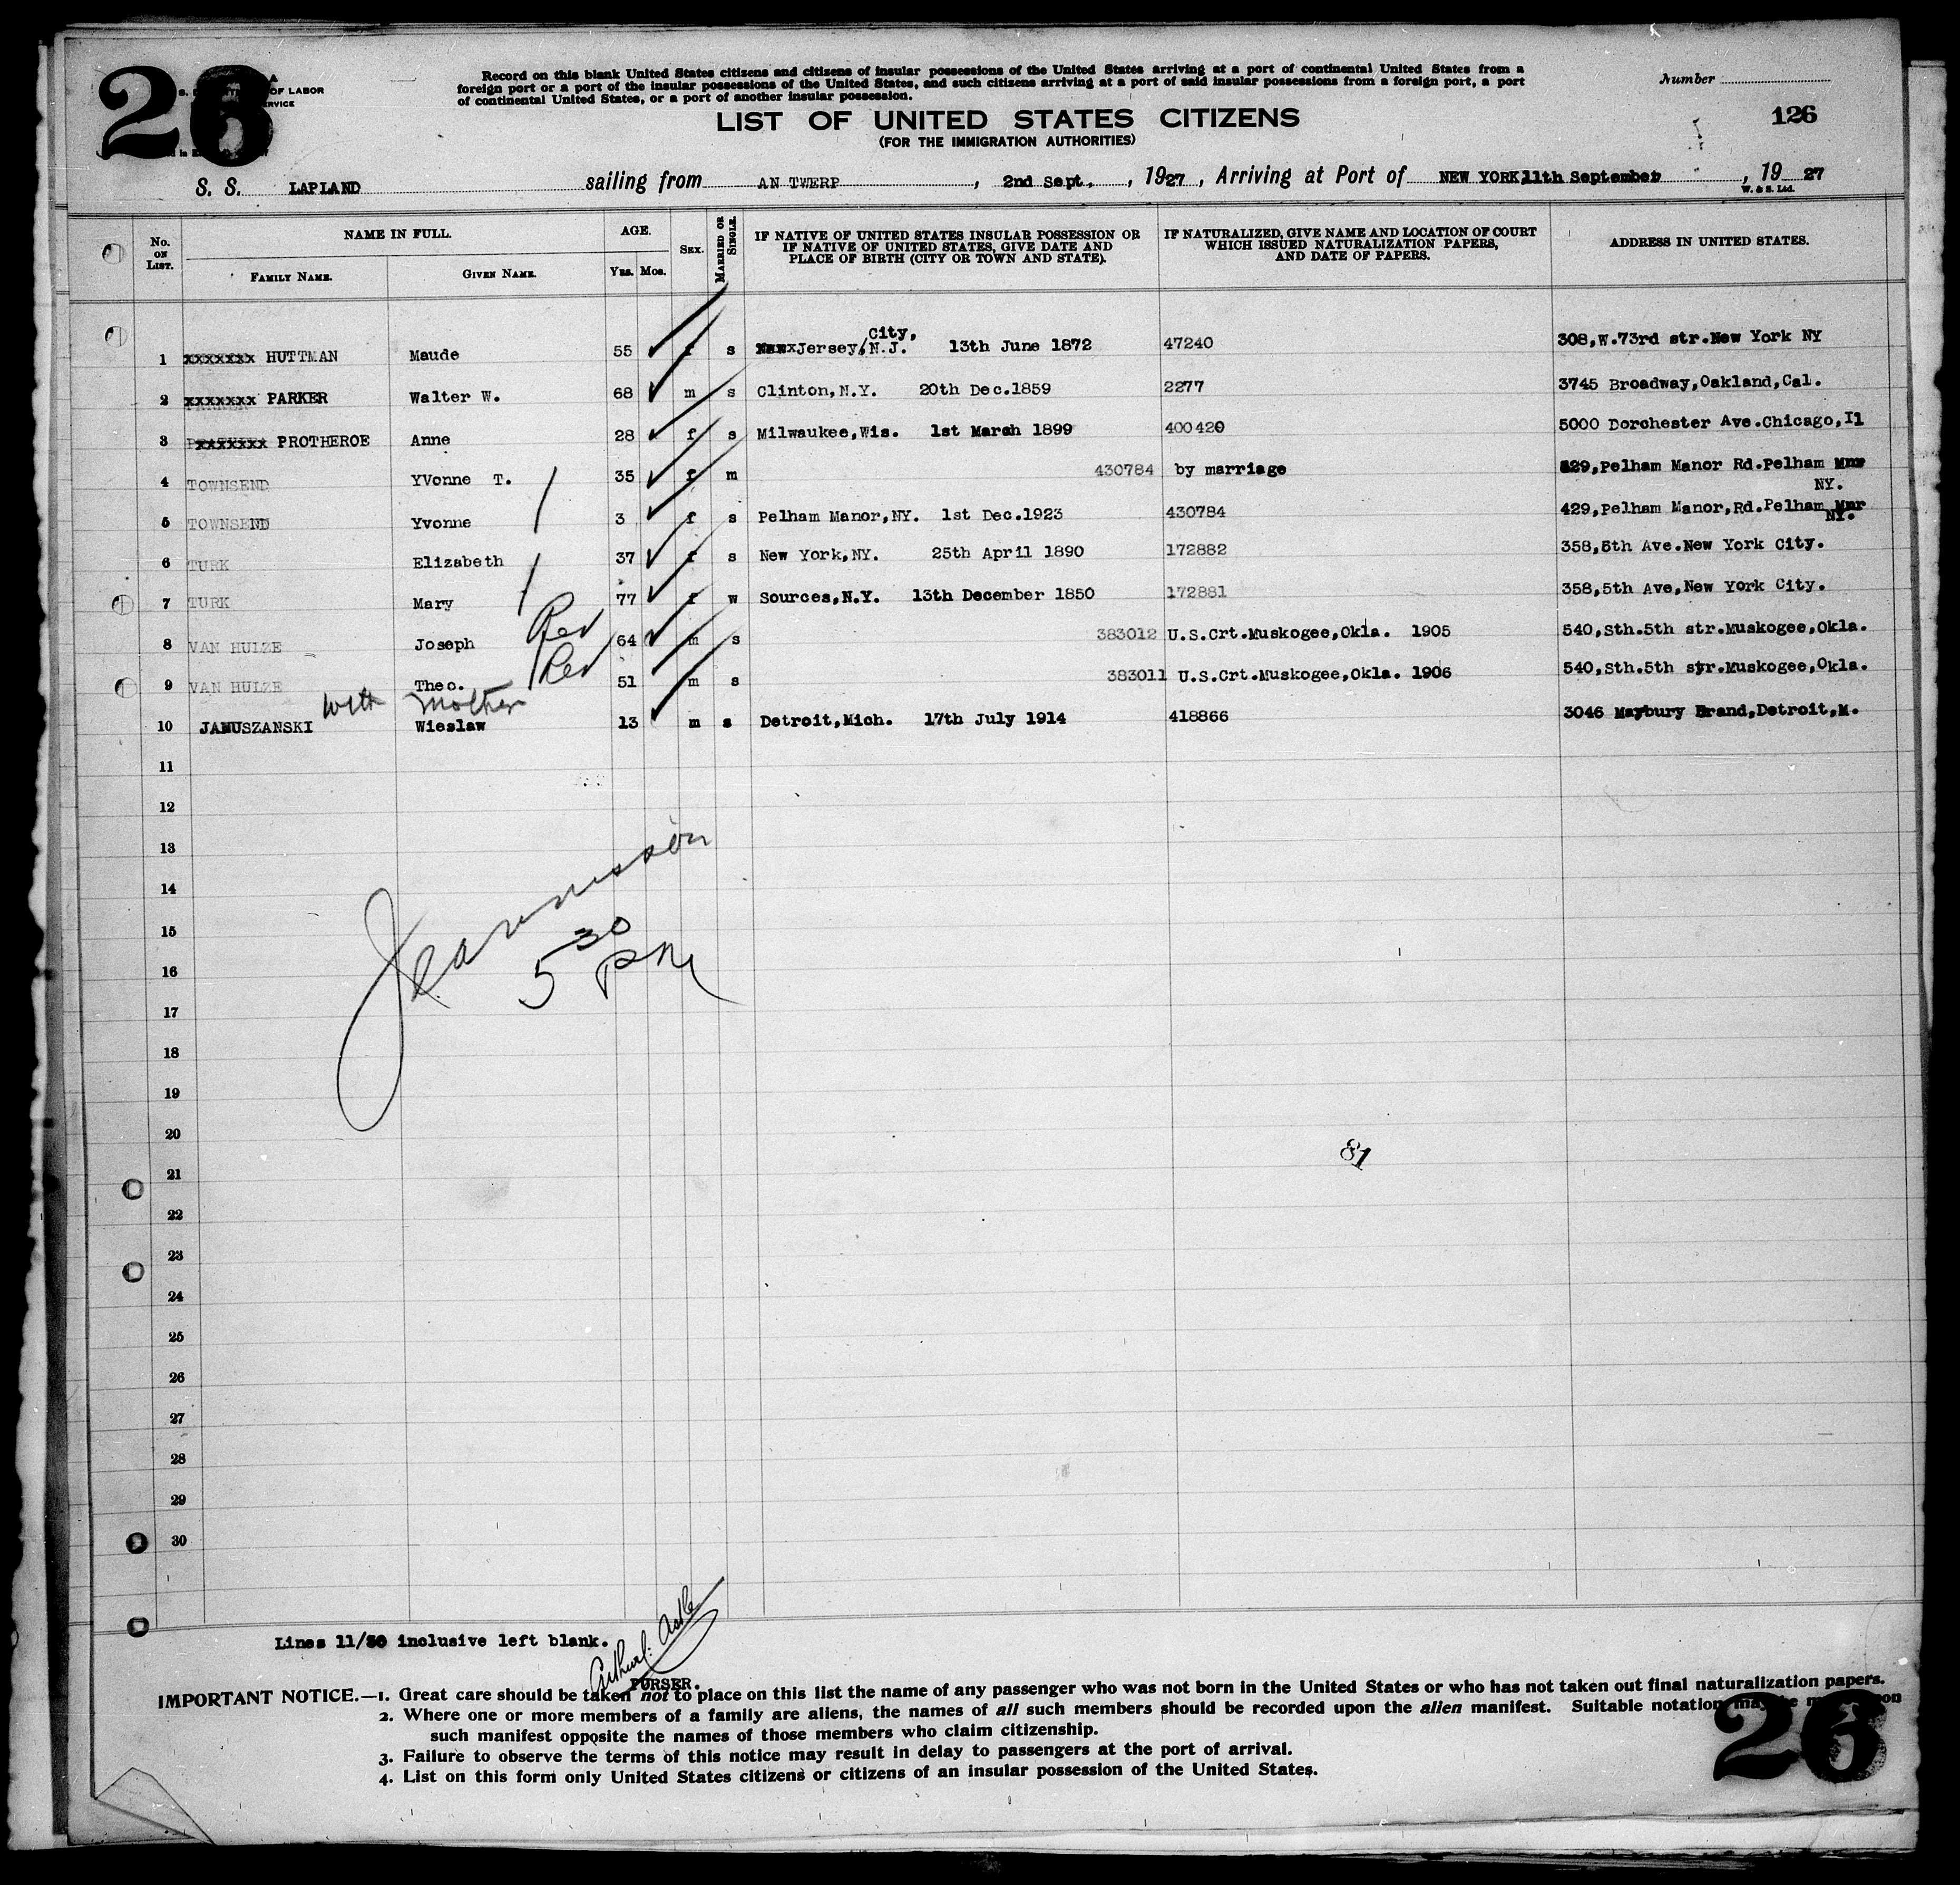 26
OF LABOR
Record on this blank United States citizens and citizens of insular possessions of the United States arriving at a port of continental United States from a
foreign port or a port of the insular possessions of the United States, and such citizens arriving at a port of said insular possessions from a foreign port, a port
of continental United States, or a port of another insular possession.
Number
126
LIST OF UNITED STATES CITIZENS
(FOR THE IMMIGRATION AUTHORITIES)
S. S. LAPLAND sailing from ANTWERP, 2nd Sept., 1927, Arriving at Port of NEW YORK, 11th September, 19 27
W. & S. Ltd.
No. ON LIST. NAME IN FULL. FAMILY NAME. GIVEN NAME. AGE. YRS. MOS. SEX. MARRIED OR SINGLE. IF NATIVE OF UNITED STATES INSULAR POSSESSION OR IF NATIVE OF UNITED STATES, GIVE DATE AND PLACE OF BIRTH (CITY OR TOWN AND STATE). IF NATURALIZED, GIVE NAME AND LOCATION OF COURT WHICH ISSUED NATURALIZATION PAPERS, AND DATE OF PAPERS. ADDRESS IN UNITED STATES.
1 xxxxxxx HUTTMAN Maude 55 f s Jersey City, N.J. 13th June 1872 47240 308,W.73rd str.New York NY
2 xxxxxxx PARKER Walter W. 68 m s Clinton,N.Y. 20th Dec.1859 2277 3745 Broadway,Oakland,Cal.
3 xxxxxxx PROTHEROE Anne 28 f s Milwaukee,Wis. 1st March 1899 400420 5000 Dorchester Ave.Chicago,Il
4 TOWNSEND YVonne T. 35 f m 430784 by marriage 429,Pelham Manor Rd.Pelham Mnr NY.
5 TOWNSEND Yvonne 3 f s Pelham Manor,NY. 1st Dec.1923 430784 429,Pelham Manor,Rd.Pelham Mnr NY.
6 TURK Elizabeth 37 f s New York,NY. 25th April 1890 172882 358,5th Ave.New York City.
7 TURK Mary 77 f w Sources,N.Y. 13th December 1850 172881 358,5th Ave,New York City.
8 VAN HULZE Joseph Rev 64 m s 383012 U.S.Crt.Muskogee,Okla. 1905 540,Sth.5th str.Muskogee,Okla.
9 VAN HULZE Theo. Rev 51 m s 383011 U.S.Crt.Muskogee,Okla. 1906 540,Sth.5th str.Muskogee,Okla.
with mother
10 JANUSZANSKI Wieslaw 13 m s Detroit,Mich. 17th July 1914 418866 3046 Maybury Brand,Detroit,M.
11
12
13
14
15
5 30 PM
16
17
18
19
20
81
21
22
23
24
25
26
27
28
29
30
Lines 11/30 inclusive left blank.
PURSER.
IMPORTANT NOTICE.—1. Great care should be taken not to place on this list the name of any passenger who was not born in the United States or who has not taken out final naturalization papers.
2. Where one or more members of a family are aliens, the names of all such members should be recorded upon the alien manifest. Suitable notation may be made upon
such manifest opposite the names of those members who claim citizenship.
3. Failure to observe the terms of this notice may result in delay to passengers at the port of arrival.
4. List on this form only United States citizens or citizens of an insular possession of the United States.
26